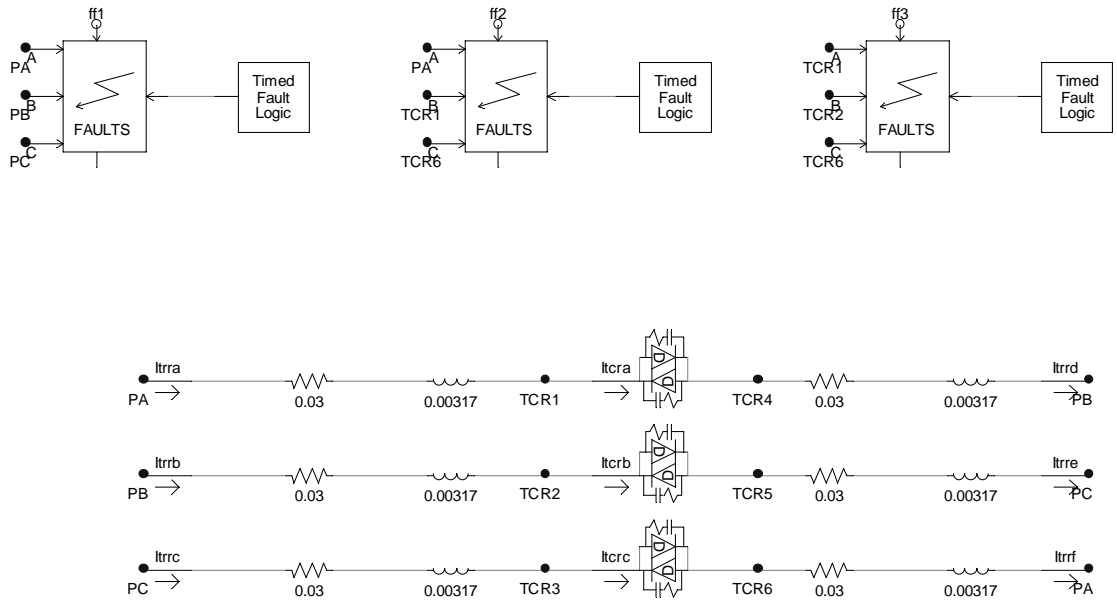 ff1
A
PA
B
PB
C
PC
FAULTS
Timed
Fault
Logic
ff2
A
PA
B
TCR1
C
TCR6
FAULTS
Timed
Fault
Logic
ff3
A
TCR1
B
TCR2
C
TCR6
FAULTS
Timed
Fault
Logic
Itrra
PA
0.03
0.00317
TCR1
Itcra
D
D
TCR4
0.03
0.00317
Itrrd
PB
Itrrb
PB
0.03
0.00317
TCR2
Itcrb
D
D
TCR5
0.03
0.00317
Itrre
PC
Itrrc
PC
0.03
0.00317
TCR3
Itcrc
D
D
TCR6
0.03
0.00317
Itrrf
PA